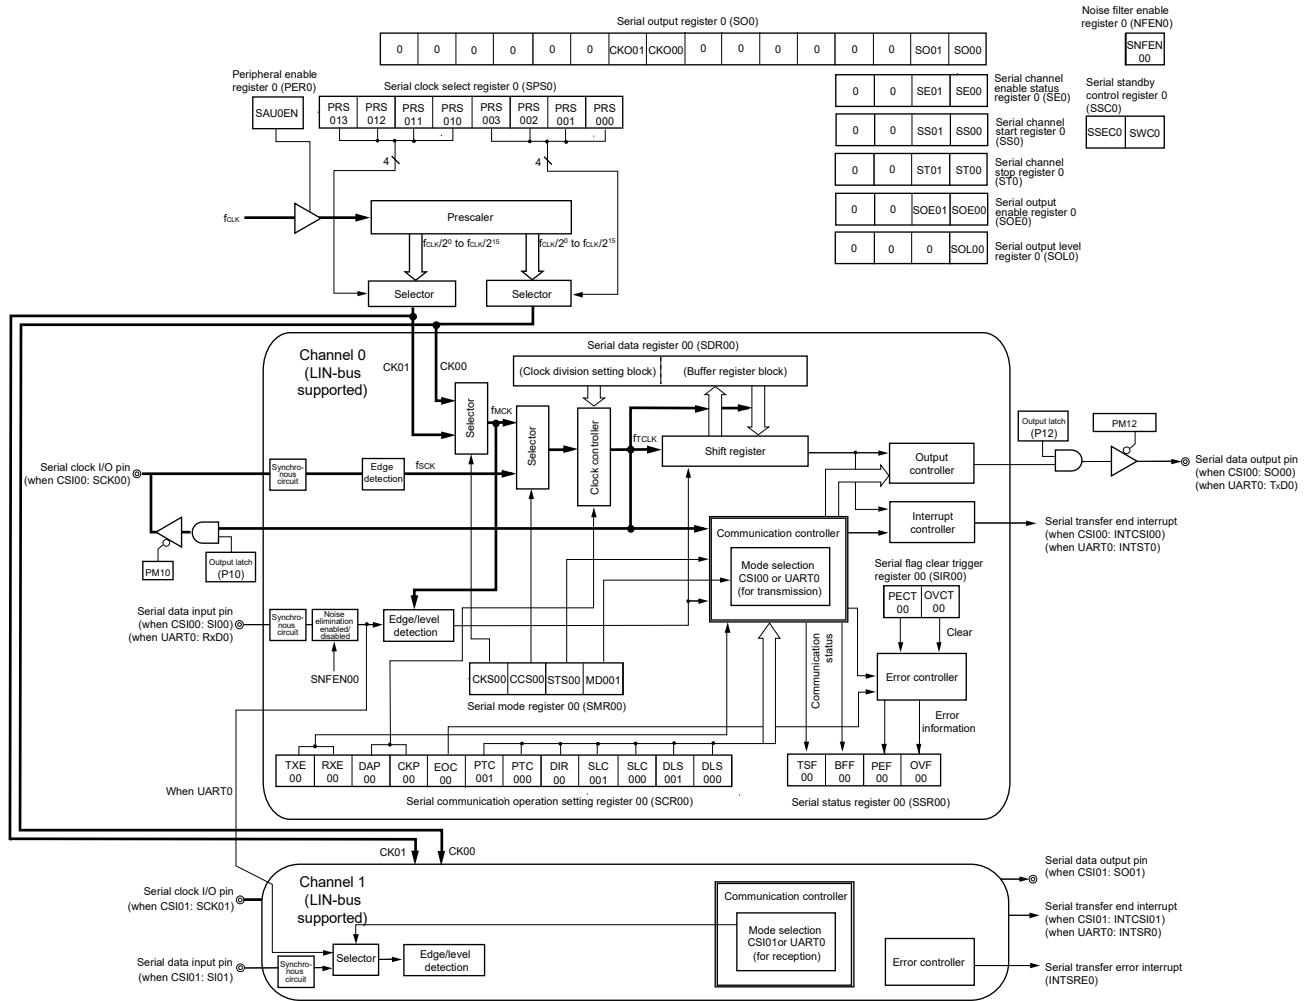 Serial output register 0 (SO0)
0 0 0 0 0 0 CKO01 CKO00 0 0 0 0 0 0 SO01 SO00
Noise filter enable
register 0 (NFEN0)
SNFEN
00
Peripheral enable
register 0 (PER0)
SAU0EN
Serial clock select register 0 (SPS0)
PRS PRS PRS PRS PRS PRS PRS PRS
013 012 011 010 003 002 001 000
0 0 SE01 SE00
Serial channel
enable status
register 0 (SE0)
0 0 SS01 SS00
Serial channel
start register 0
(SS0)
0 0 ST01 ST00
Serial channel
stop register 0
(ST0)
0 0 SOE01 SOE00
Serial output
enable register 0
(SOE0)
0 0 0 SOL00
Serial output level
register 0 (SOL0)
Serial standby
control register 0
(SSC0)
SSEC0 SWC0
4 4
fCLK
Prescaler
fCLK/2⁰ to fCLK/2¹⁵ fCLK/2⁰ to fCLK/2¹⁵
Selector Selector
Channel 0
(LIN-bus
supported)
CK01 CK00
Serial data register 00 (SDR00)
(Clock division setting block) (Buffer register block)
Selector
fMCK
Selector
Clock controller
fTCLK
Shift register
Output
controller
Output latch
(P12)
PM12
Serial data output pin
(when CSI00: SO00)
(when UART0: TxD0)
Serial clock I/O pin
(when CSI00: SCK00)
Synchro-
nous
circuit
Edge
detection
fSCK
Communication controller
Mode selection
CSI00 or UART0
(for transmission)
Interrupt
controller
Serial transfer end interrupt
(when CSI00: INTCSI00)
(when UART0: INTST0)
PM10
Output latch
(P10)
Serial flag clear trigger
register 00 (SIR00)
PECT OVCT
00 00
Clear
Serial data input pin
(when CSI00: SI00)
(when UART0: RxD0)
Synchro-
nous
circuit
Noise
elimination
enabled/
disabled
Edge/level
detection
SNFEN00
Communication
status
Error controller
Error
information
CKS00 CCS00 STS00 MD001
Serial mode register 00 (SMR00)
TXE RXE DAP CKP EOC PTC PTC DIR SLC SLC DLS DLS
00 00 00 00 00 001 000 00 001 000 001 000
Serial communication operation setting register 00 (SCR00)
TSF BFF PEF OVF
00 00 00 00
Serial status register 00 (SSR00)
When UART0
CK01 CK00
Channel 1
(LIN-bus
supported)
Serial clock I/O pin
(when CSI01: SCK01)
Serial data input pin
(when CSI01: SI01)
Synchro-
nous
circuit
Selector
Edge/level
detection
Communication controller
Mode selection
CSI01or UART0
(for reception)
Error controller
Serial data output pin
(when CSI01: SO01)
Serial transfer end interrupt
(when CSI01: INTCSI01)
(when UART0: INTSR0)
Serial transfer error interrupt
(INTSRE0)